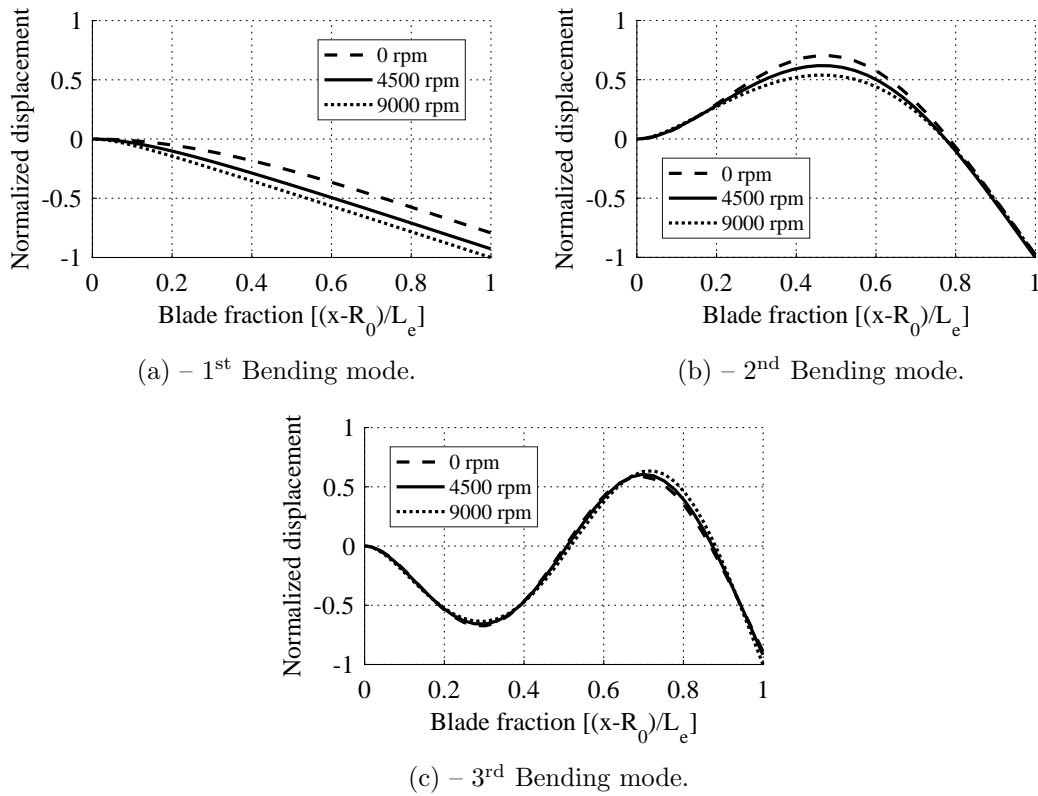 Normalized displacement
1
0.5
0
-0.5
-1
0 rpm
4500 rpm
9000 rpm
0 0.2 0.4 0.6 0.8 1
Blade fraction [(x-R₀)/Lₑ]
(a) – 1ˢᵗ Bending mode.
Normalized displacement
1
0.5
0
-0.5
-1
0 rpm
4500 rpm
9000 rpm
0 0.2 0.4 0.6 0.8 1
Blade fraction [(x-R₀)/Lₑ]
(b) – 2ⁿᵈ Bending mode.
Normalized displacement
1
0.5
0
-0.5
-1
0 rpm
4500 rpm
9000 rpm
0 0.2 0.4 0.6 0.8 1
Blade fraction [(x-R₀)/Lₑ]
(c) – 3ʳᵈ Bending mode.